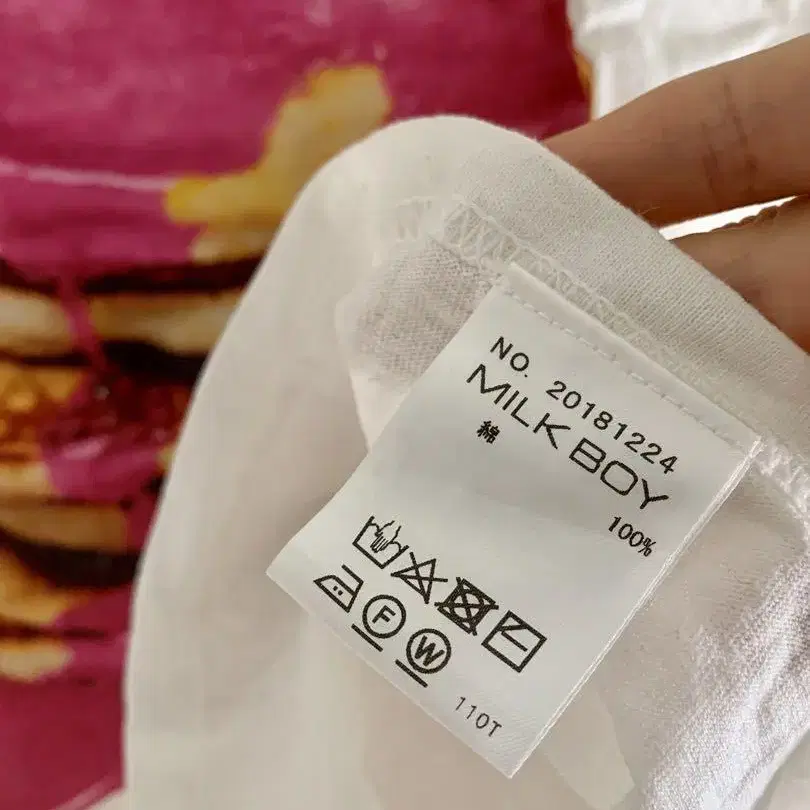 NO. 20181224
MILK BOY
綿 100%
F W
110T